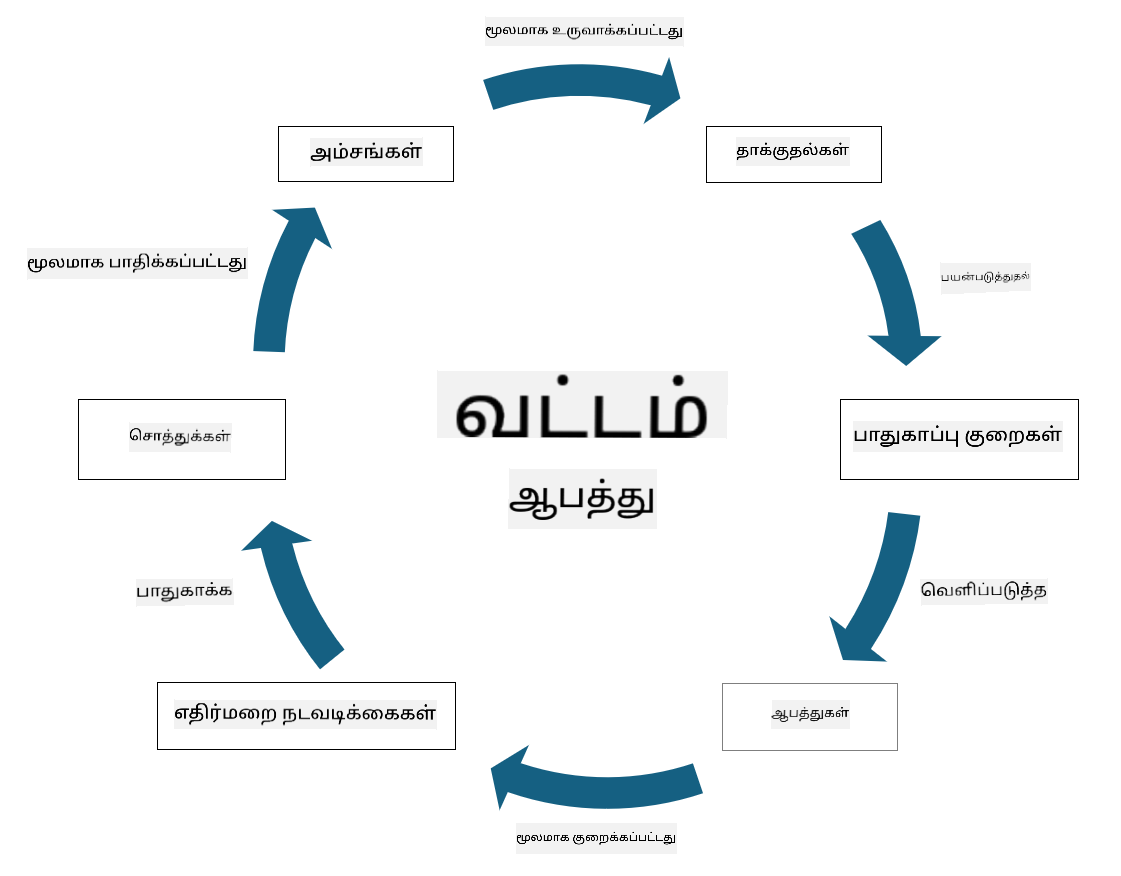 மூலமாக உருவாக்கப்பட்டது
அம்சங்கள்
தாக்குதல்கள்
மூலமாக பாதிக்கப்பட்டது
பயன்படுத்துதல்
வட்டம்
ஆபத்து
சொத்துக்கள்
பாதுகாப்பு குறைகள்
பாதுகாக்க
வெளிப்படுத்த
எதிர்மறை நடவடிக்கைகள்
ஆபத்துகள்
மூலமாக குறைக்கப்பட்டது